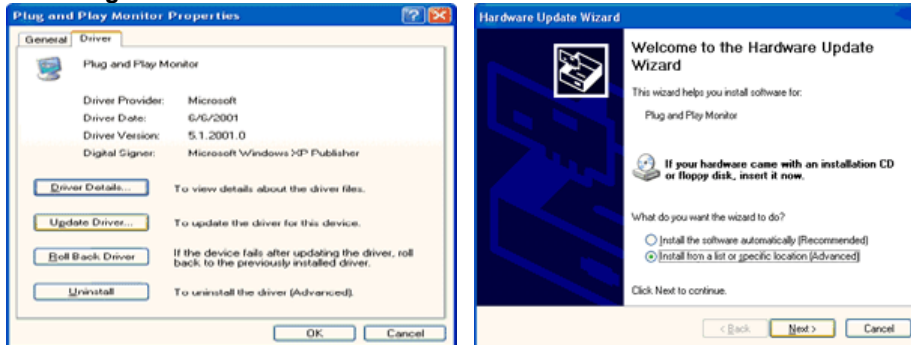 Plug and Play Monitor Properties
General Driver
Plug and Play Monitor
Driver Provider: Microsoft
Driver Date: 6/6/2001
Driver Version: 5.1.2001.0
Digital Signer: Microsoft Windows XP Publisher
Driver Details... To view details about the driver files.
Update Driver... To update the driver for this device.
Roll Back Driver If the device fails after updating the driver, roll
back to the previously installed driver.
Uninstall To uninstall the driver (Advanced).
OK Cancel
Hardware Update Wizard
Welcome to the Hardware Update
Wizard
This wizard helps you install software for:
Plug and Play Monitor
If your hardware came with an installation CD
or floppy disk, insert it now.
What do you want the wizard to do?
Install the software automatically (Recommended)
Install from a list or specific location (Advanced)
Click Next to continue.
< Back Next > Cancel